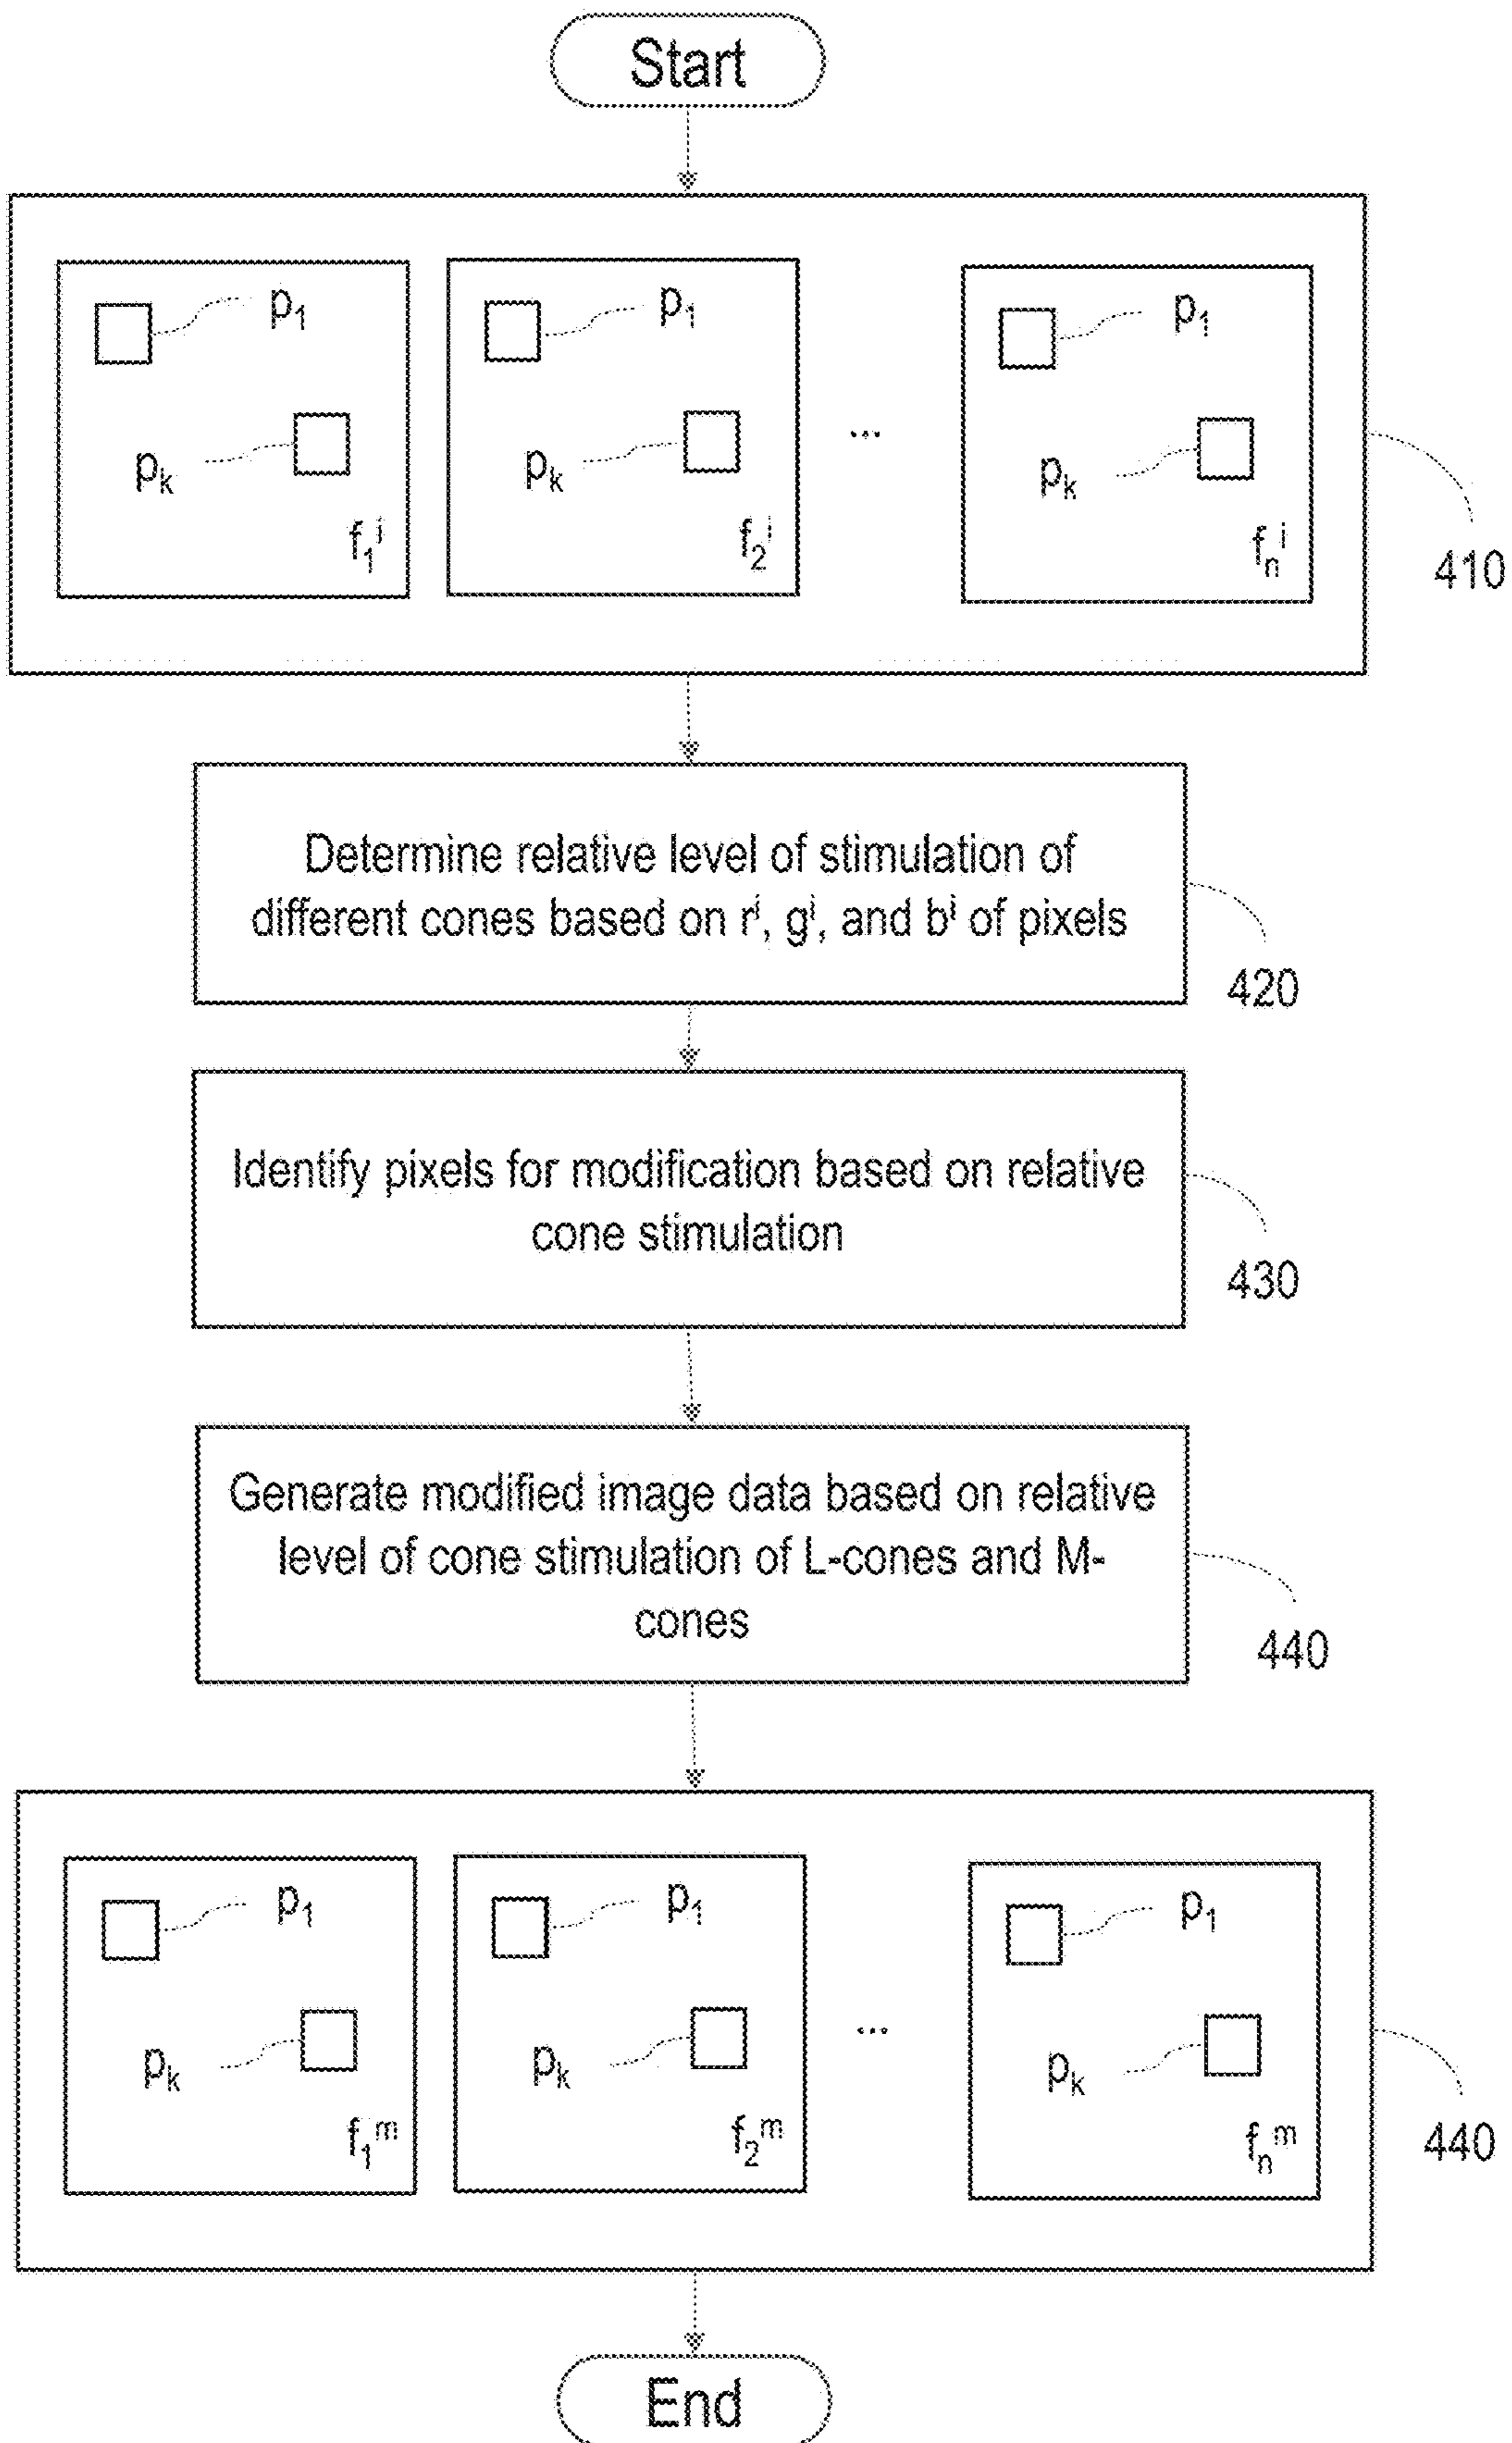 Start
p₁ p₁ p₁
...
pₖ pₖ pₖ
f₁ⁱ f₂ⁱ fₙⁱ
410
Determine relative level of stimulation of
different cones based on rⁱ, gⁱ, and bⁱ of pixels
420
Identify pixels for modification based on relative
cone stimulation
430
Generate modified image data based on relative
level of cone stimulation of L-cones and M-
cones
440
p₁ p₁ p₁
...
pₖ pₖ pₖ
f₁ᵐ f₂ᵐ fₙᵐ
440
End